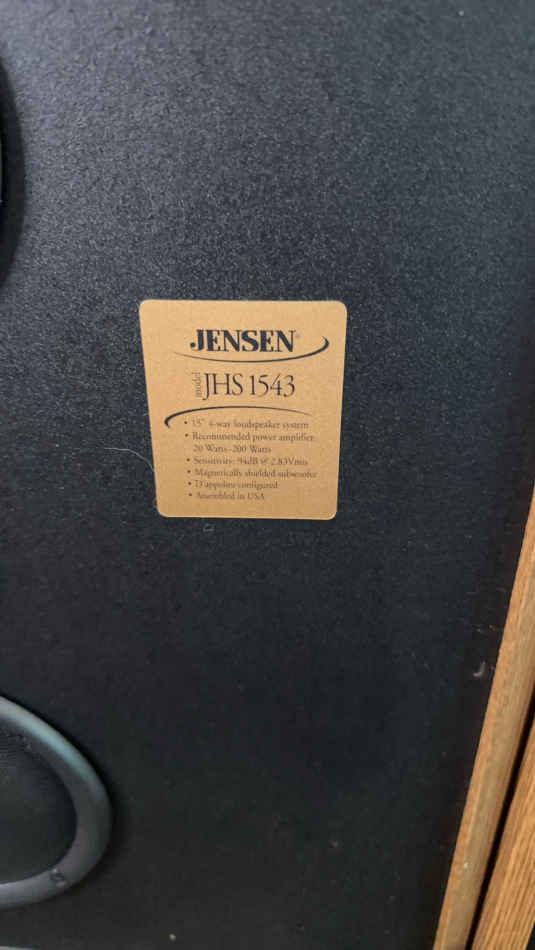 JENSEN®
model JHS 1543
• 15" 4-way loudspeaker system
• Recommended power amplifier:
20 Watts–200 Watts
• Sensitivity: 94dB @ 2.83Vrms
• Magnetically shielded subwoofer
• D'appolito configured
• Assembled in USA